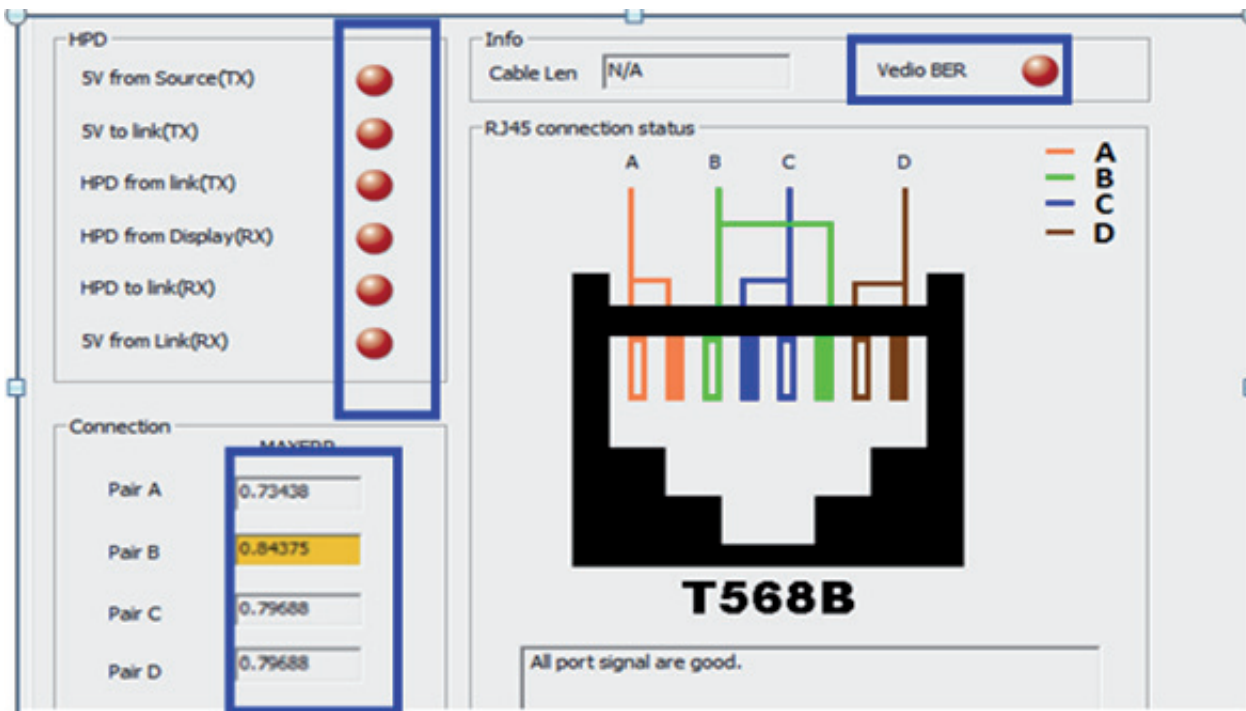 HPD
5V from Source(TX)
5V to link(TX)
HPD from link(TX)
HPD from Display(RX)
HPD to link(RX)
5V from Link(RX)
Info
Cable Len N/A
Vedio BER
RJ45 connection status
A B C D
A
B
C
D
T568B
All port signal are good.
Connection
MAXERR
Pair A 0.73438
Pair B 0.84375
Pair C 0.79688
Pair D 0.79688